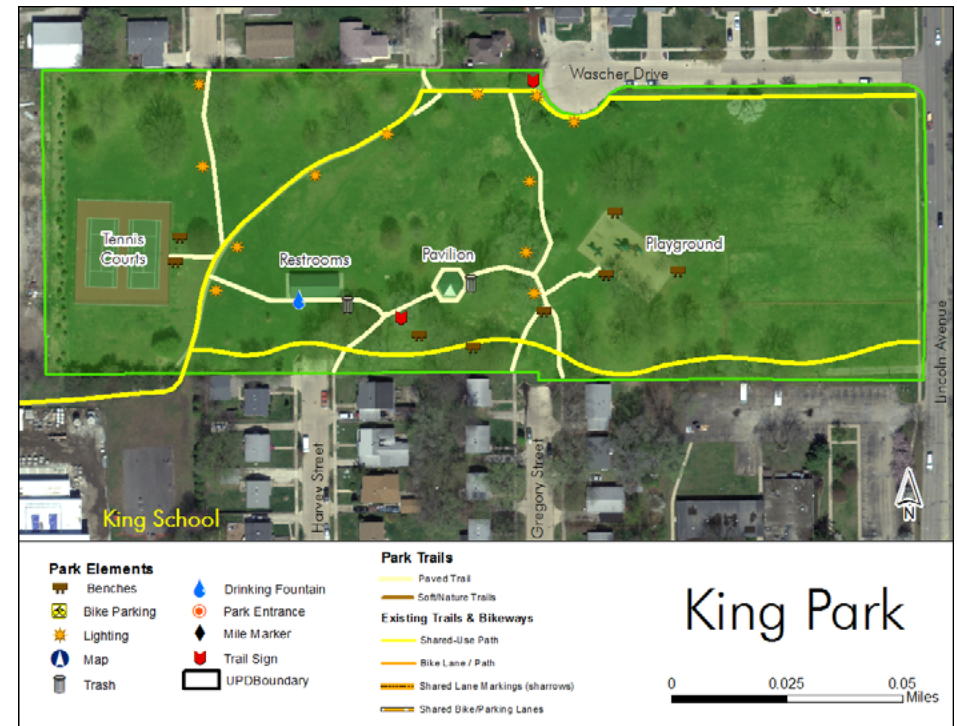 Wascher Drive
Tennis
Courts
Restrooms
Pavilion
Playground
Lincoln Avenue
Harvey Street
Gregory Street
King School
N
Park Elements
Benches
Bike Parking
Lighting
Map
Trash
Drinking Fountain
Park Entrance
Mile Marker
Trail Sign
UPDBoundary
Park Trails
Paved Trail
Soft/Nature Trails
Existing Trails & Bikeways
Shared-Use Path
Bike Lane / Path
Shared Lane Markings (sharrows)
Shared Bike/Parking Lanes
King Park
0 0.025 0.05
Miles